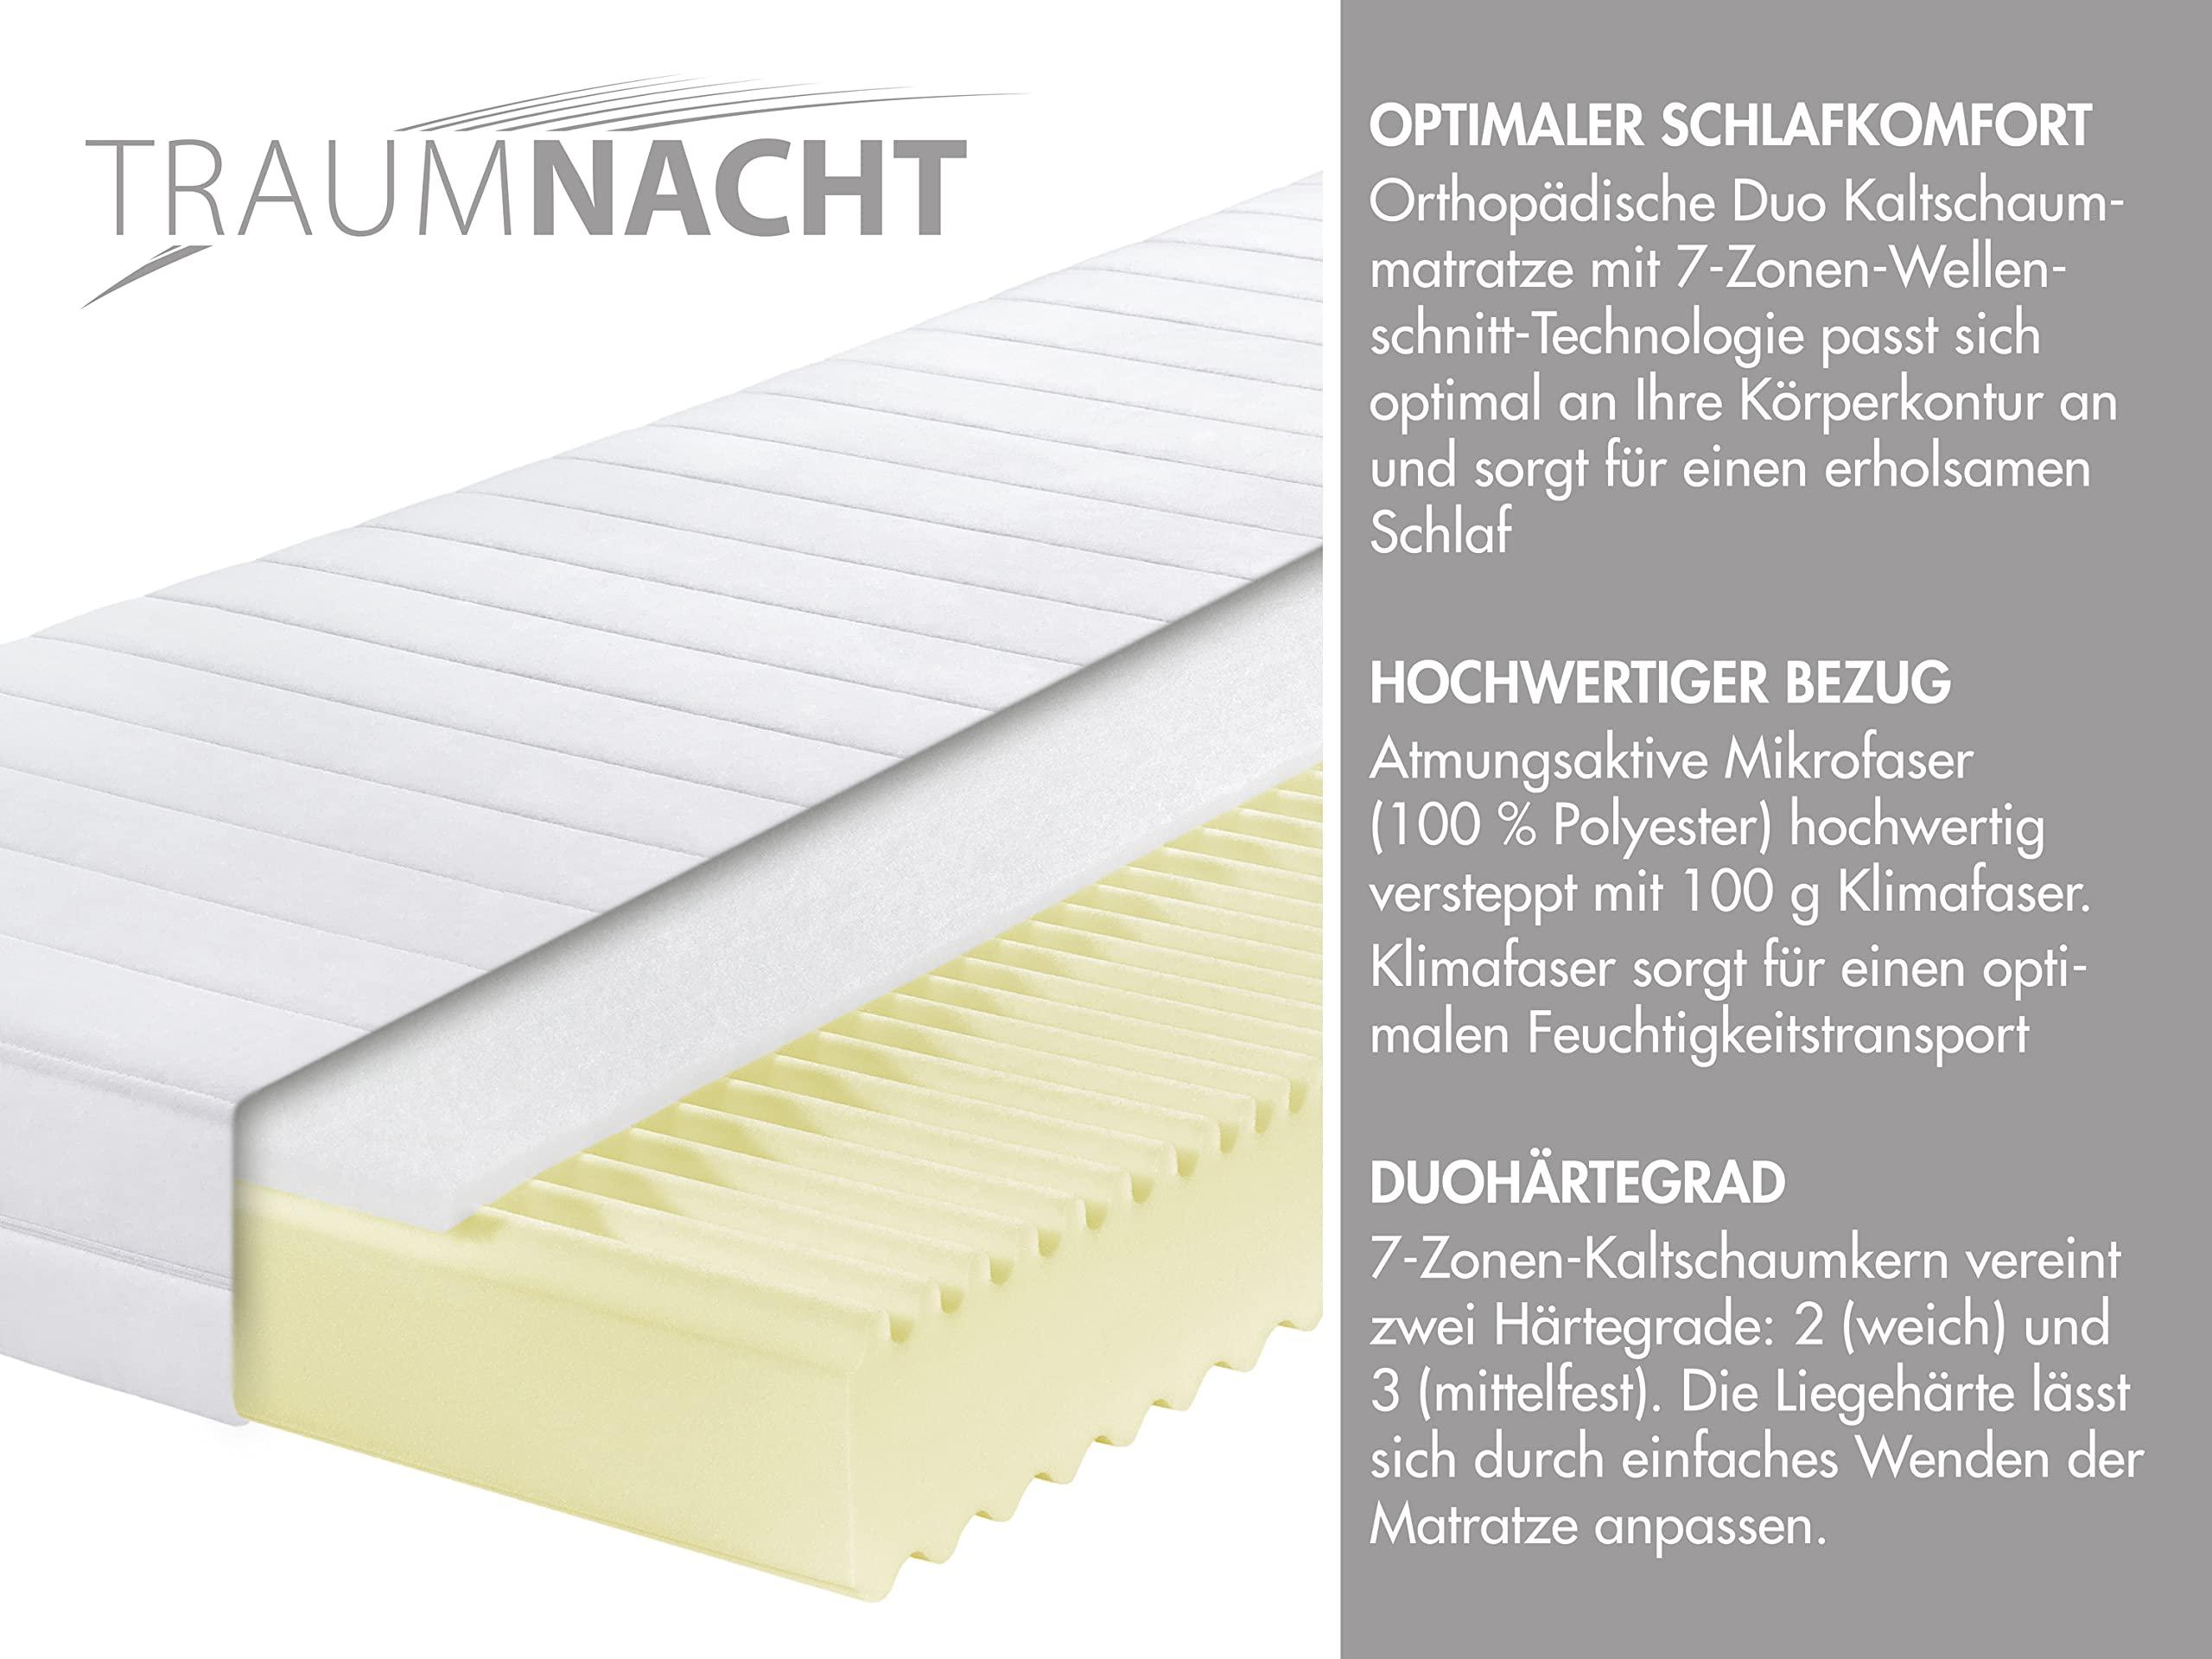 TRAUMNACHT
OPTIMALER SCHLAFKOMFORT
Orthopädische Duo Kaltschaum-
matratze mit 7-Zonen-Wellen-
schnitt-Technologie passt sich
optimal an Ihre Körperkontur an
und sorgt für einen erholsamen
Schlaf
HOCHWERTIGER BEZUG
Atmungsaktive Mikrofaser
(100 % Polyester) hochwertig
versteppt mit 100 g Klimafaser.
Klimafaser sorgt für einen opti-
malen Feuchtigkeitstransport
DUOHÄRTEGRAD
7-Zonen-Kaltschaumkern vereint
zwei Härtegrade: 2 (weich) und
3 (mittelfest). Die Liegehärte lässt
sich durch einfaches Wenden der
Matratze anpassen.